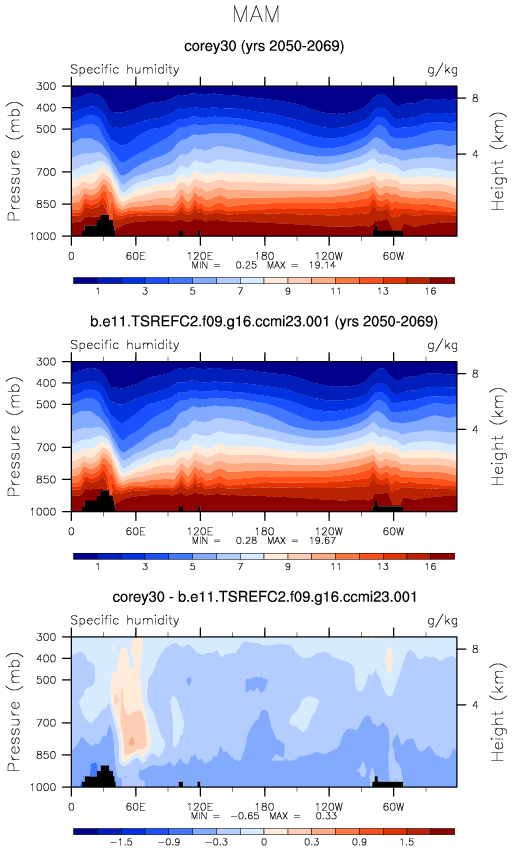 MAM
corey30 (yrs 2050-2069)
Specific humidity g/kg
300
400
500
700
850
1000
Pressure (mb)
8
4
Height (km)
0 60E 120E 180 120W 60W
MIN = 0.25 MAX = 19.14
1 3 5 7 9 11 13 16
b.e11.TSREFC2.f09.g16.ccmi23.001 (yrs 2050-2069)
Specific humidity g/kg
300
400
500
700
850
1000
Pressure (mb)
8
4
Height (km)
0 60E 120E 180 120W 60W
MIN = 0.28 MAX = 19.67
1 3 5 7 9 11 13 16
corey30 - b.e11.TSREFC2.f09.g16.ccmi23.001
Specific humidity g/kg
300
400
500
700
850
1000
Pressure (mb)
8
4
Height (km)
0 60E 120E 180 120W 60W
MIN = -0.65 MAX = 0.33
-1.5 -0.9 -0.3 0 0.3 0.9 1.5